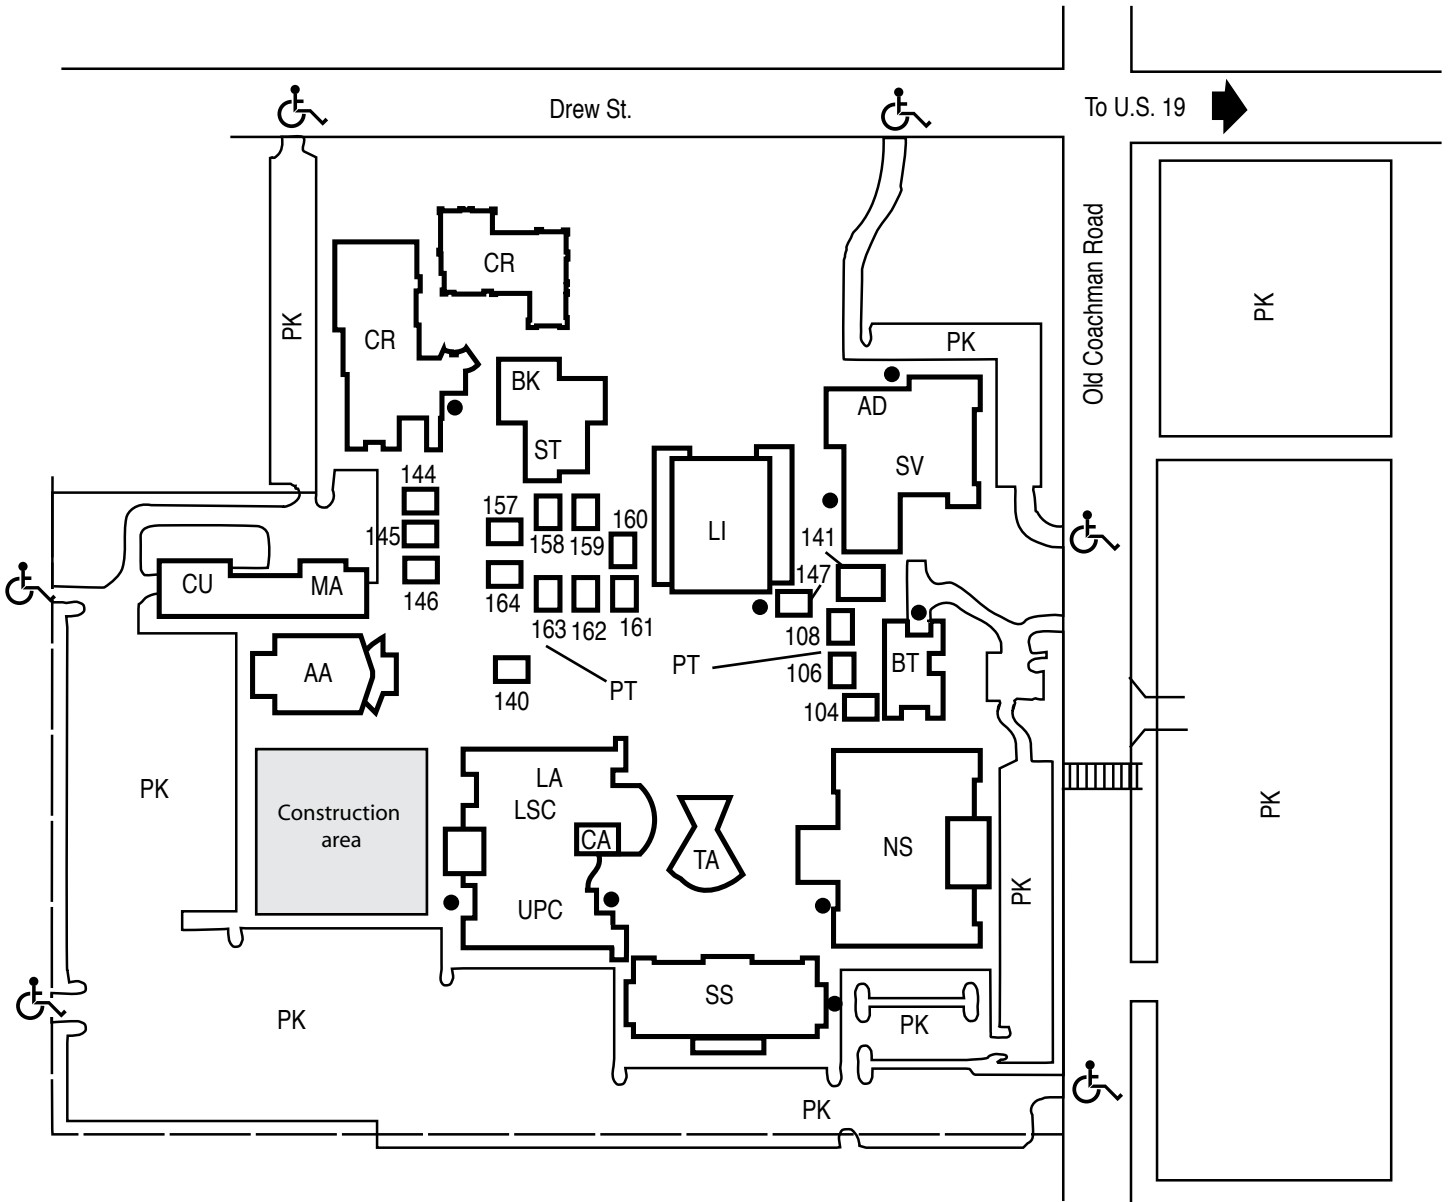 Drew St.
To U.S. 19
Old Coachman Road
PK
CR
CR
PK
PK
PK
BK
AD
ST
SV
144
157
160
LI
141
145
158
159
147
CU
MA
146
164
163
162
161
108
BT
AA
PT
PT
106
140
104
LA
PK
LSC
Construction
area
CA
TA
NS
PK
PK
UPC
SS
PK
PK
PK